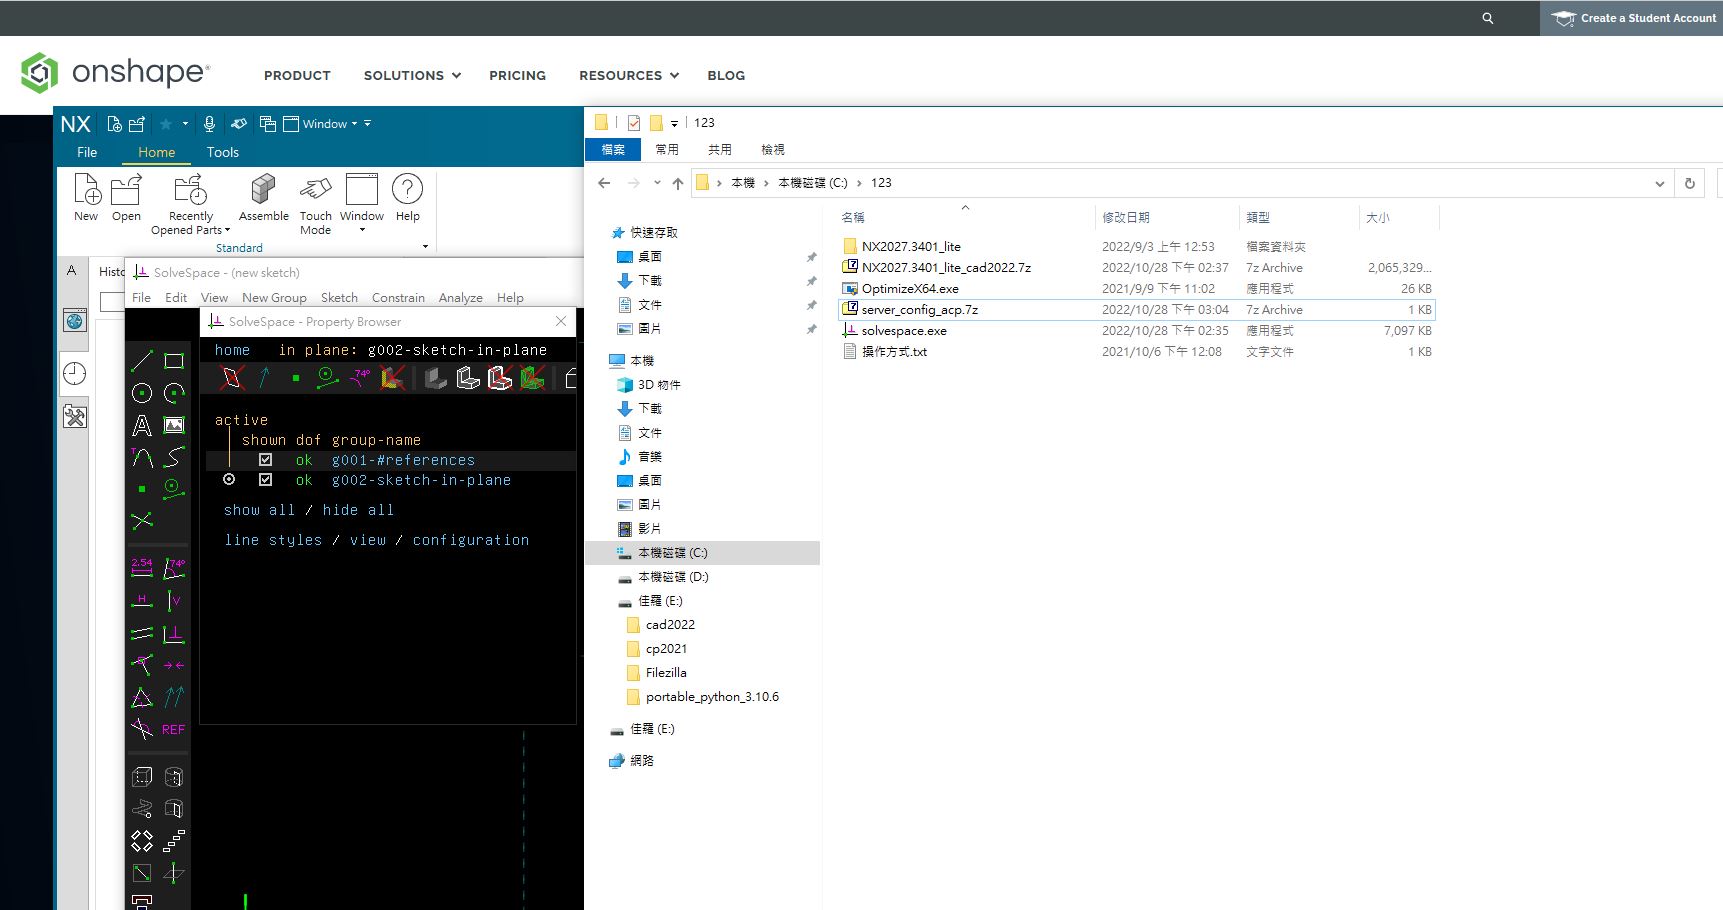 Create a Student Account
onshape®
PRODUCT SOLUTIONS PRICING RESOURCES BLOG
NX Window
File Home Tools
New Open Recently Opened Parts Assemble Touch Mode Window Help
Standard
A
Histo
SolveSpace - (new sketch)
File Edit View New Group Sketch Constrain Analyze Help
SolveSpace - Property Browser
home in plane: g002-sketch-in-plane
74°
active
shown dof group-name
ok g001-#references
ok g002-sketch-in-plane
show all / hide all
line styles / view / configuration
A
T
2.54 74°
H V
REF
123
檔案 常用 共用 檢視
本機 本機磁碟 (C:) 123
名稱 修改日期 類型 大小
NX2027.3401_lite 2022/9/3 上午 12:53 檔案資料夾
NX2027.3401_lite_cad2022.7z 2022/10/28 下午 02:37 7z Archive 2,065,329...
OptimizeX64.exe 2021/9/9 下午 11:02 應用程式 26 KB
server_config_acp.7z 2022/10/28 下午 03:04 7z Archive 1 KB
solvespace.exe 2022/10/28 下午 02:35 應用程式 7,097 KB
操作方式.txt 2021/10/6 下午 12:08 文字文件 1 KB
快速存取
桌面
下載
文件
圖片
本機
3D 物件
下載
文件
音樂
桌面
圖片
影片
本機磁碟 (C:)
本機磁碟 (D:)
佳羅 (E:)
cad2022
cp2021
Filezilla
portable_python_3.10.6
佳羅 (E:)
網路